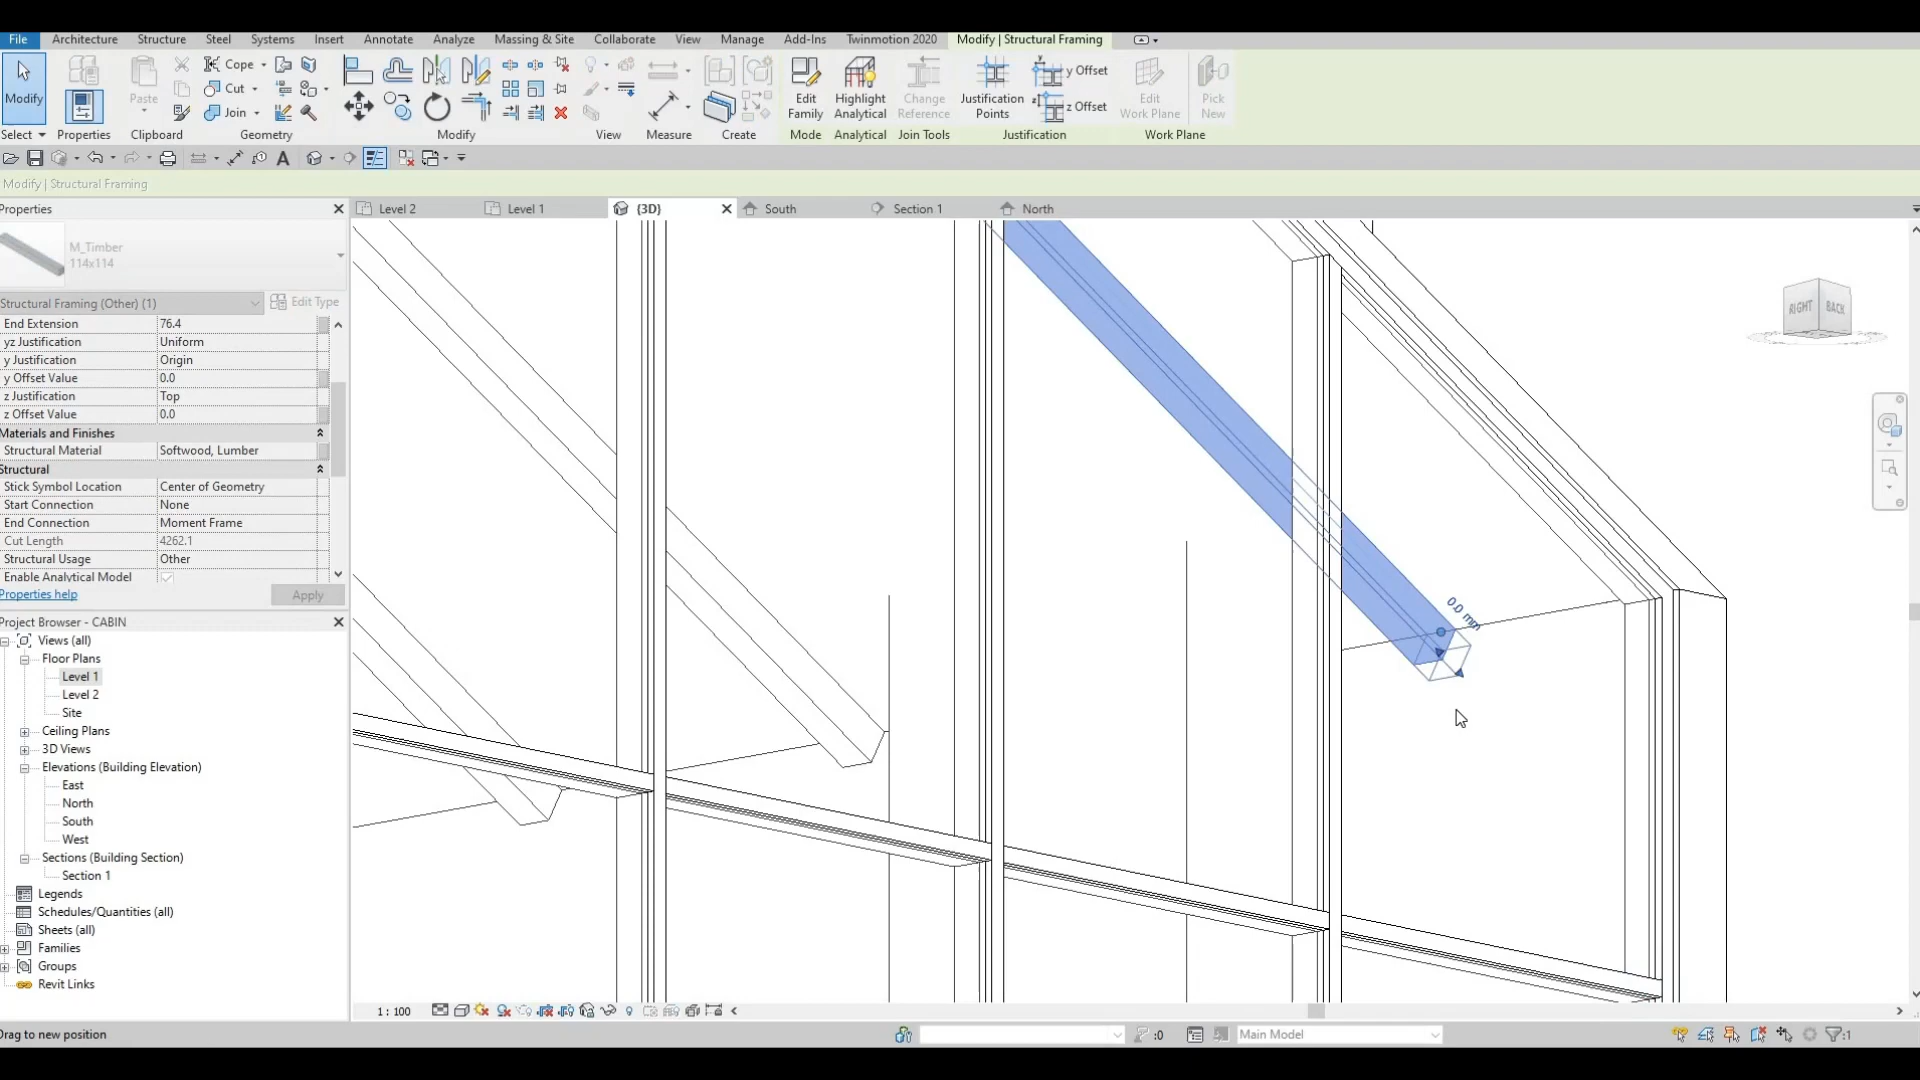 File Architecture Structure Steel Systems Insert Annotate Analyze Massing & Site Collaborate View Manage Add-Ins Twinmotion 2020 Modify | Structural Framing
Modify Paste Cope Cut Join Edit Family Highlight Analytical Change Reference Justification Points y Offset z Offset Edit Work Plane Pick New
Select Properties Clipboard Geometry Modify View Measure Create Mode Analytical Join Tools Justification Work Plane
Modify | Structural Framing
Properties
Level 2 Level 1 {3D} South Section 1 North
M_Timber
114x114
Structural Framing (Other) (1) Edit Type
End Extension 76.4
yz Justification Uniform
y Justification Origin
y Offset Value 0.0
z Justification Top
z Offset Value 0.0
Materials and Finishes
Structural Material Softwood, Lumber
Structural
Stick Symbol Location Center of Geometry
Start Connection None
End Connection Moment Frame
Cut Length 4262.1
Structural Usage Other
Enable Analytical Model
Properties help Apply
Project Browser - CABIN
Views (all)
Floor Plans
Level 1
Level 2
Site
Ceiling Plans
3D Views
Elevations (Building Elevation)
East
North
South
West
Sections (Building Section)
Section 1
Legends
Schedules/Quantities (all)
Sheets (all)
Families
Groups
Revit Links
RIGHT BACK
0.0 mm
1 : 100
Drag to new position
:0
Main Model
:1